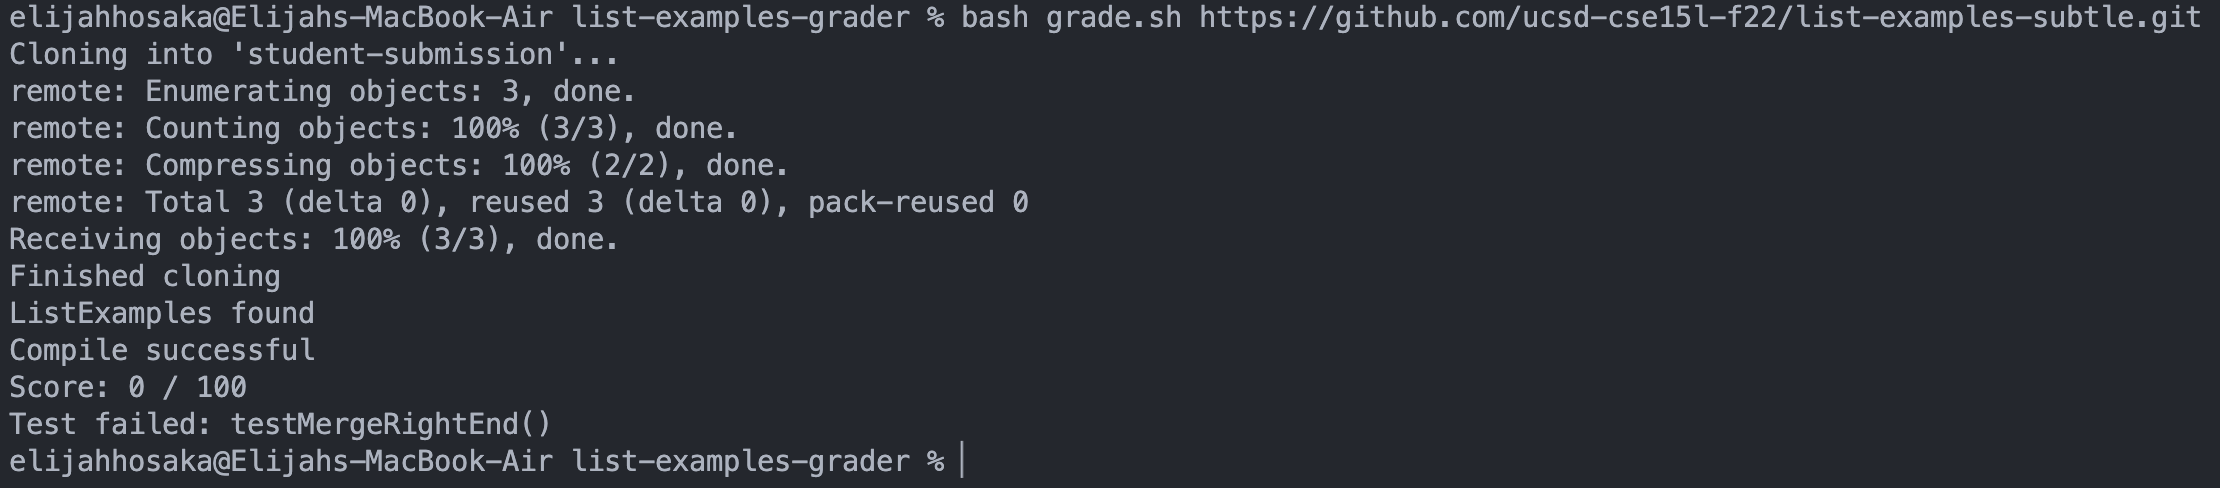 elijahhosaka@Elijahs-MacBook-Air list-examples-grader % bash grade.sh https://github.com/ucsd-cse15l-f22/list-examples-subtle.git
Cloning into 'student-submission'...
remote: Enumerating objects: 3, done.
remote: Counting objects: 100% (3/3), done.
remote: Compressing objects: 100% (2/2), done.
remote: Total 3 (delta 0), reused 3 (delta 0), pack-reused 0
Receiving objects: 100% (3/3), done.
Finished cloning
ListExamples found
Compile successful
Score: 0 / 100
Test failed: testMergeRightEnd()
elijahhosaka@Elijahs-MacBook-Air list-examples-grader %